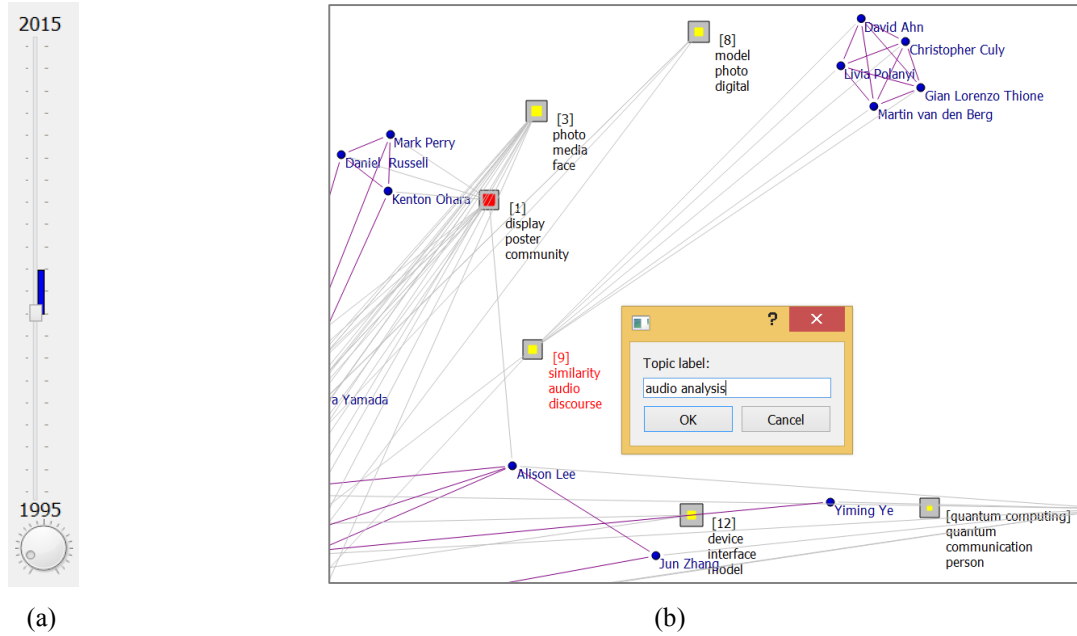 2015
1995
(a)
[8]
model
photo
digital
David Ahn
Christopher Culy
Livia Polanyi
Gian Lorenzo Thione
Martin van den Berg
[3]
photo
media
face
Mark Perry
Daniel Russell
Kenton Ohara
[1]
display
poster
community
?
Topic label:
audio analysis
OK
Cancel
[9]
similarity
audio
discourse
a Yamada
Alison Lee
Yiming Ye
[12]
device
interface
model
Jun Zhang
[quantum computing]
quantum
communication
person
(b)